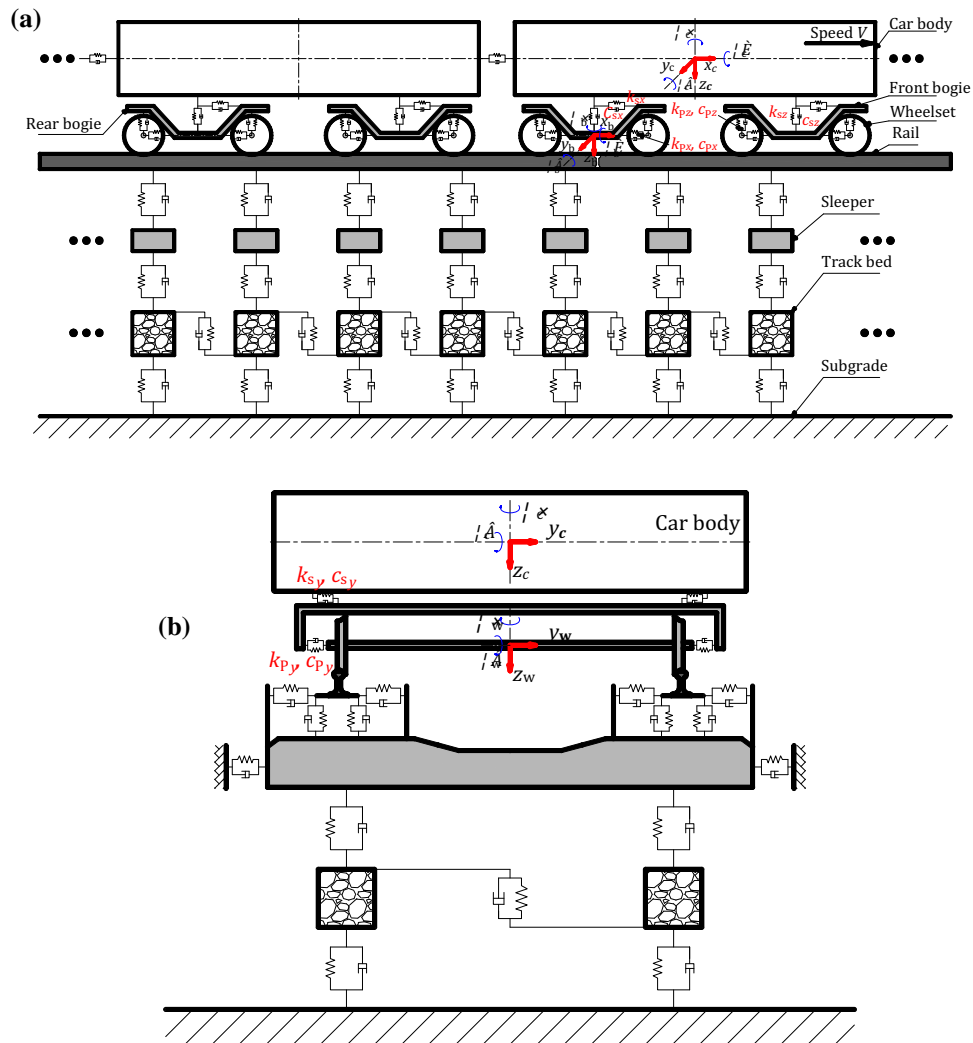 (a)
Car body
Speed V
x_c
y_c
z_c
k_sx
c_sx
k_pz, c_pz
k_sz
c_sz
Front bogie
Rear bogie
Wheelset
Rail
x_b
y_b
z_b
k_px, c_px
Sleeper
Track bed
Subgrade
Car body
y_c
z_c
k_sy, c_sy
(b)
y_w
k_Py, c_Py
z_w